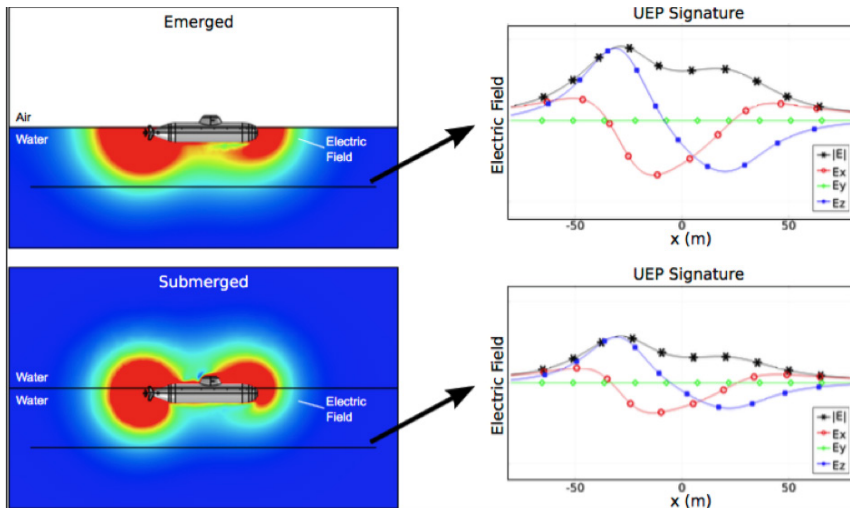 Emerged
Air
Water
Electric
Field
UEP Signature
Electric Field
|E|
Ex
Ey
Ez
-50
0
50
x (m)
Submerged
Water
Water
Electric
Field
UEP Signature
Electric Field
|E|
Ex
Ey
Ez
-50
0
50
x (m)